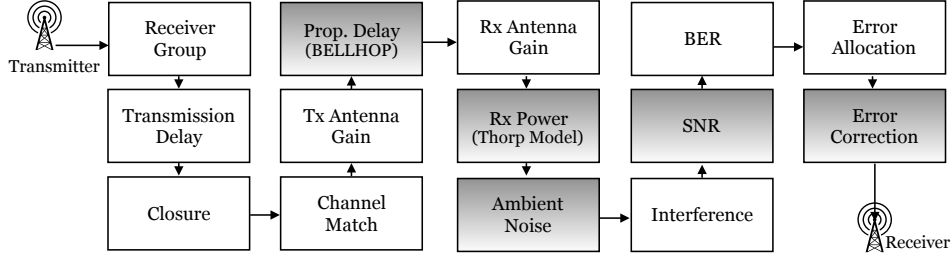 Transmitter
Receiver
Group
Transmission
Delay
Closure
Channel
Match
Tx Antenna
Gain
Prop. Delay
(BELLHOP)
Rx Antenna
Gain
Rx Power
(Thorp Model)
Ambient
Noise
Interference
SNR
BER
Error
Allocation
Error
Correction
Receiver